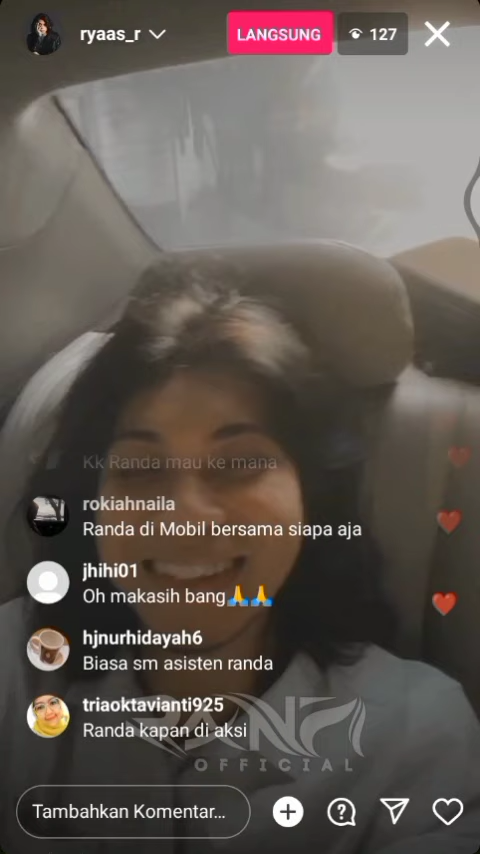 ryaas_r
LANGSUNG
127
Kk Randa mau ke mana
rokiahnaila
Randa di Mobil bersama siapa aja
jhihi01
Oh makasih bang🙏🙏
hjnurhidayah6
Biasa sm asisten randa
triaoktavianti925
Randa kapan di aksi
OFFICIAL
Tambahkan Komentar...